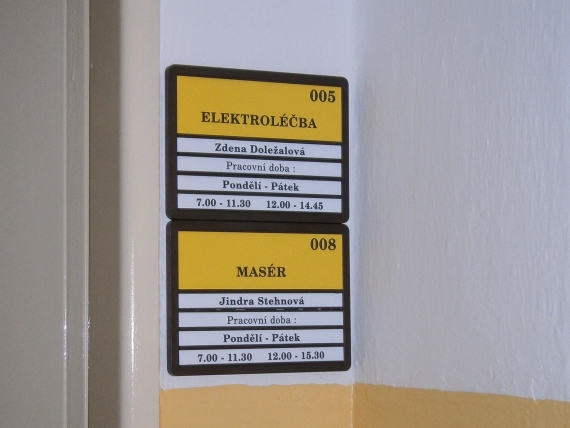 005
ELEKTROLÉČBA
Zdena Doležalová
Pracovní doba :
Pondělí - Pátek
7.00 - 11.30 12.00 - 14.45
008
MASÉR
Jindra Stehnová
Pracovní doba :
Pondělí - Pátek
7.00 - 11.30 12.00 - 15.30